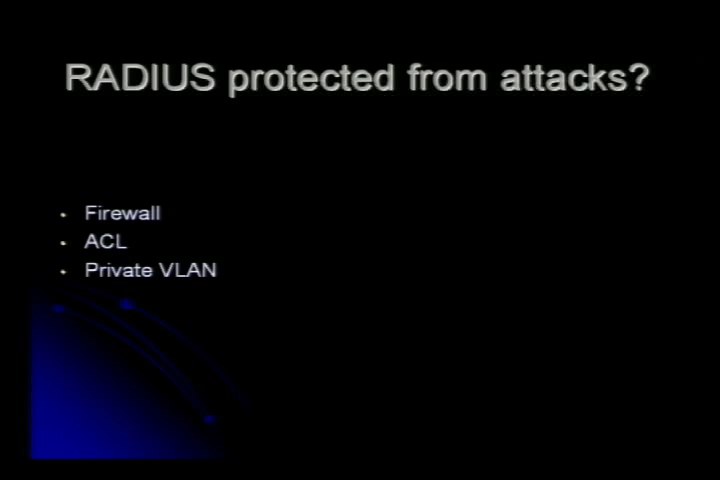 RADIUS protected from attacks?
• Firewall
• ACL
• Private VLAN